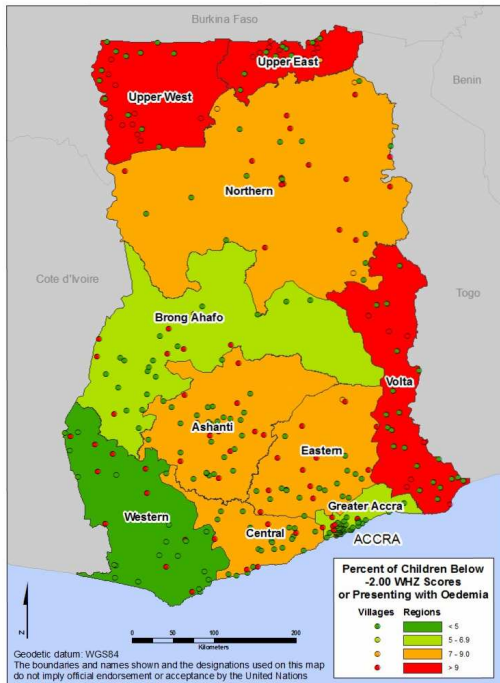 Burkina Faso
Benin
Upper East
Upper West
Northern
Cote d'Ivoire
Togo
Brong Ahafo
Volta
Ashanti
Eastern
Greater Accra
Western
Central
ACCRA
Percent of Children Below
-2.00 WHZ Scores
or Presenting with Oedemia
Villages Regions
< 5
5 - 6.9
7 - 9.0
> 9
N
0 50 100 200
Kilometers
Geodetic datum: WGS84
The boundaries and names shown and the designations used on this map
do not imply official endorsement or acceptance by the United Nations